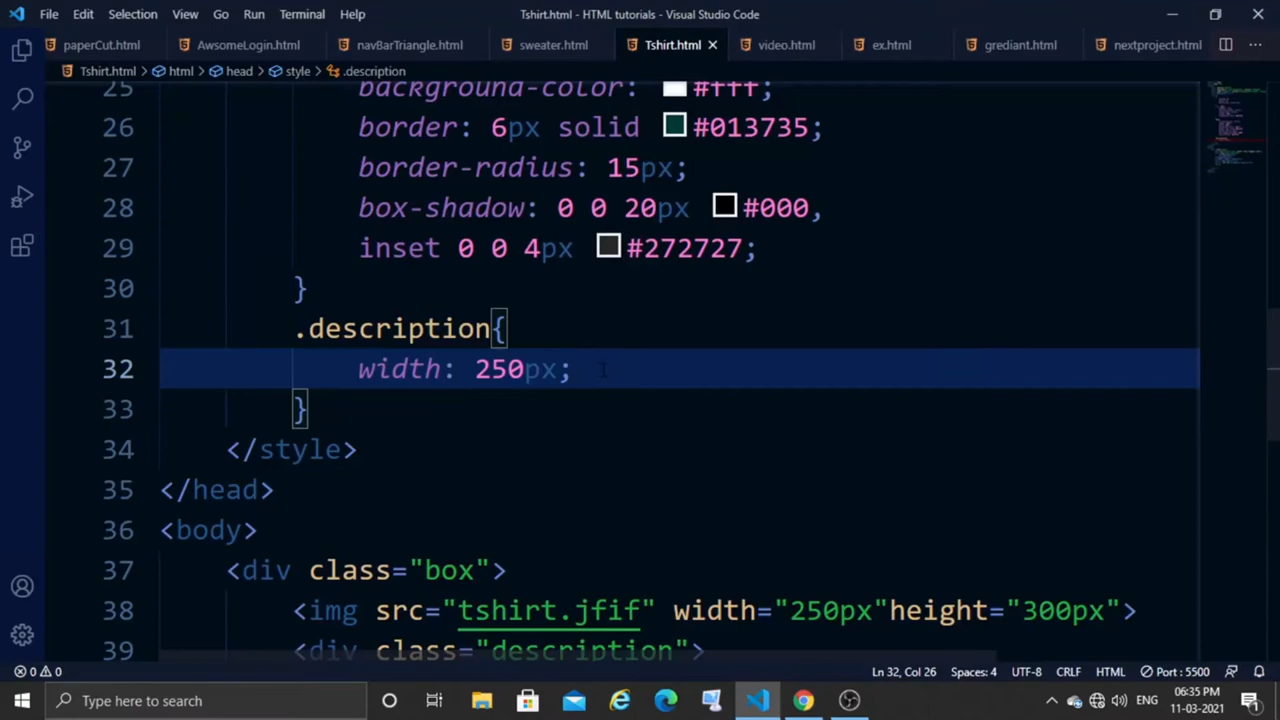 File Edit Selection View Go Run Terminal Help Tshirt.html - HTML tutorials - Visual Studio Code
paperCut.html AwsomeLogin.html navBarTriangle.html sweater.html Tshirt.html video.html ex.html grediant.html nextproject.html
Tshirt.html > html > head > style > .description
25 background-color: #fff;
26 border: 6px solid #013735;
27 border-radius: 15px;
28 box-shadow: 0 0 20px #000,
29 inset 0 0 4px #272727;
30 }
31 .description{
32 width: 250px;
33 }
34 </style>
35 </head>
36 <body>
37 <div class="box">
38 <img src="tshirt.jfif" width="250px"height="300px">
39 <div class="description">
0 0 Ln 32, Col 26 Spaces: 4 UTF-8 CRLF HTML Port : 5500
Type here to search ENG 06:35 PM
11-03-2021 1